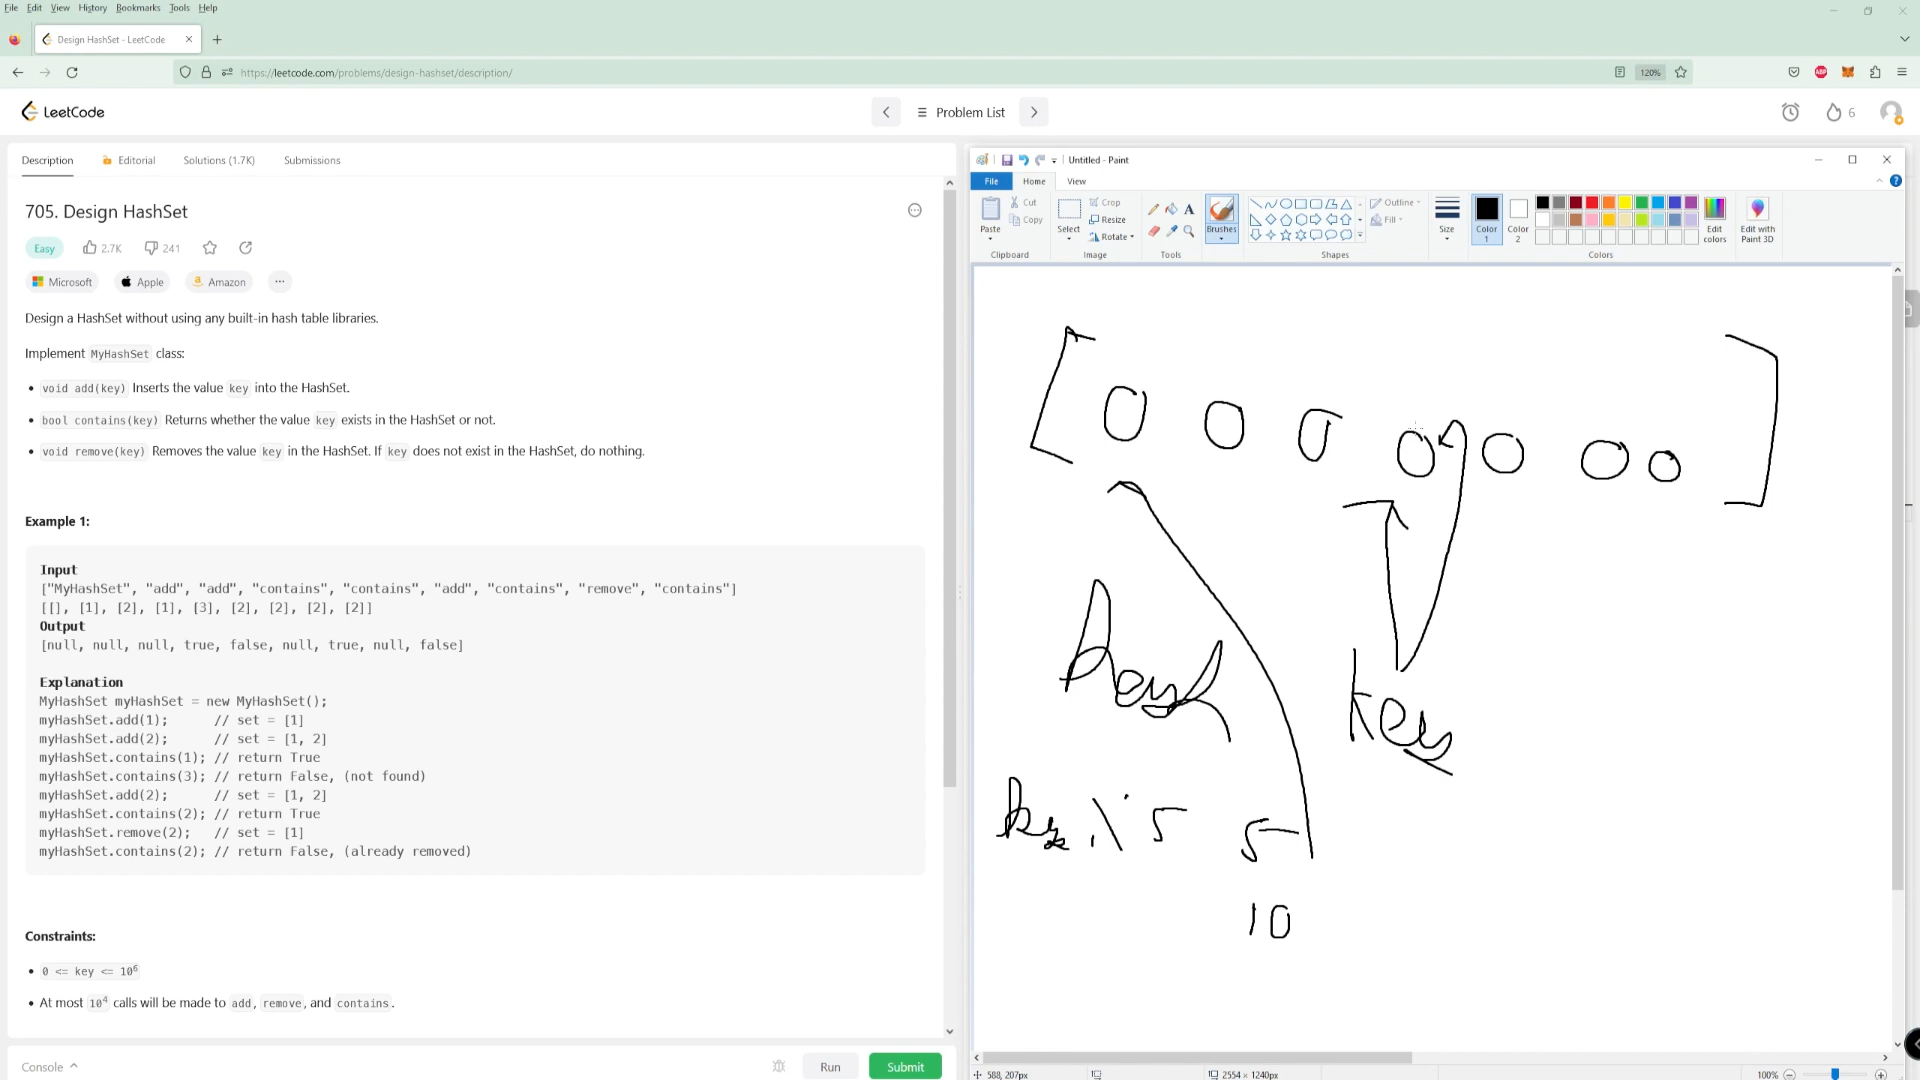 File Edit View History Bookmarks Tools Help
Design HashSet - LeetCode
https://leetcode.com/problems/design-hashset/description/
120%
LeetCode
Problem List
6
Description Editorial Solutions (1.7K) Submissions
705. Design HashSet
Easy 2.7K 241
Microsoft Apple Amazon
Design a HashSet without using any built-in hash table libraries.
Implement MyHashSet class:
• void add(key) Inserts the value key into the HashSet.
• bool contains(key) Returns whether the value key exists in the HashSet or not.
• void remove(key) Removes the value key in the HashSet. If key does not exist in the HashSet, do nothing.
Example 1:
Input
["MyHashSet", "add", "add", "contains", "contains", "add", "contains", "remove", "contains"]
[[], [1], [2], [1], [3], [2], [2], [2], [2]]
Output
[null, null, null, true, false, null, true, null, false]
Explanation
MyHashSet myHashSet = new MyHashSet();
myHashSet.add(1);      // set = [1]
myHashSet.add(2);      // set = [1, 2]
myHashSet.contains(1); // return True
myHashSet.contains(3); // return False, (not found)
myHashSet.add(2);      // set = [1, 2]
myHashSet.contains(2); // return True
myHashSet.remove(2);   // set = [1]
myHashSet.contains(2); // return False, (already removed)
Constraints:
• 0 <= key <= 10⁶
• At most 10⁴ calls will be made to add, remove, and contains.
Console Run Submit
Untitled - Paint
File Home View
Paste Cut Copy Select Crop Resize Rotate A Brushes Outline Fill Size Color 1 Color 2 Edit colors Edit with Paint 3D
Clipboard Image Tools Shapes Colors
[ 0 0 0 0 0 0 0 ]
key
key % 5 5
10
588, 207px 2554 × 1240px 100%